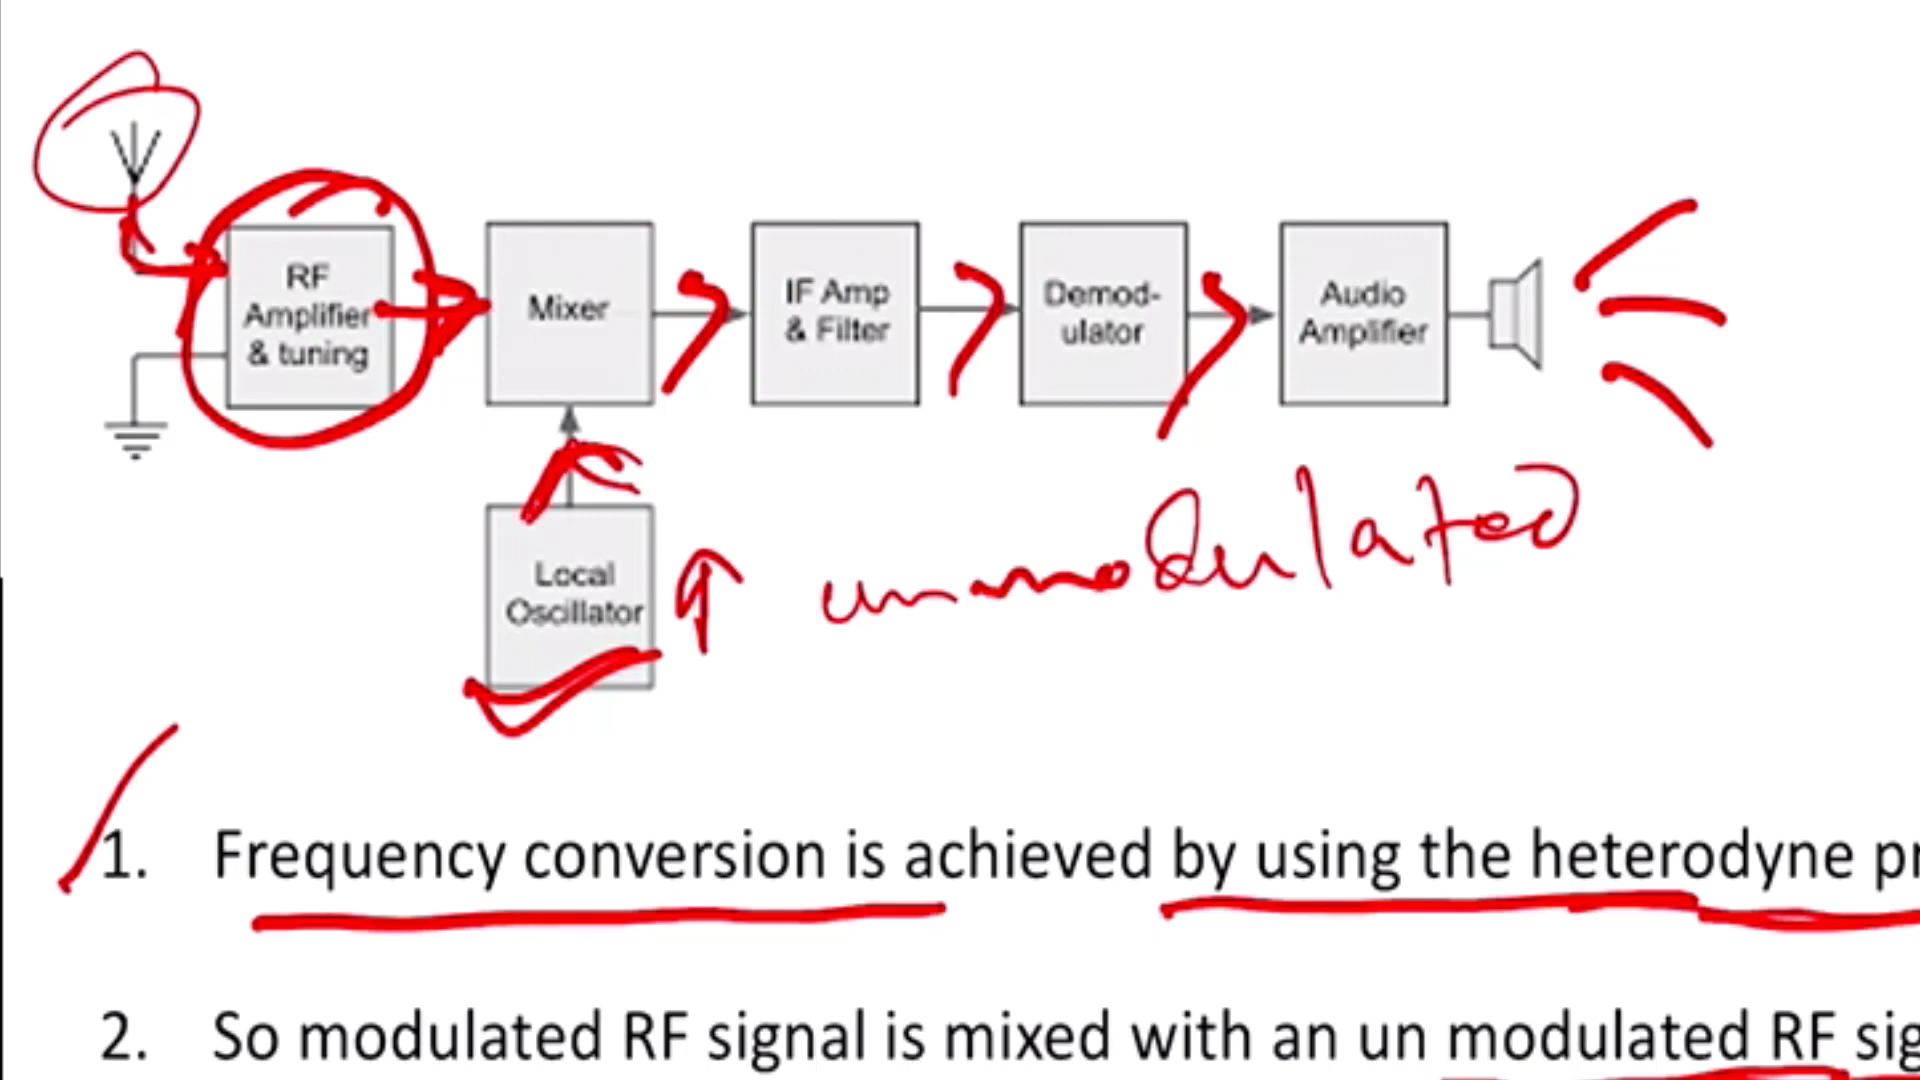 RF
Amplifier
& tuning
Mixer
IF Amp
& Filter
Demod-
ulator
Audio
Amplifier
Local
Oscillator
unmodulated
1. Frequency conversion is achieved by using the heterodyne pr
2. So modulated RF signal is mixed with an un modulated RF sig